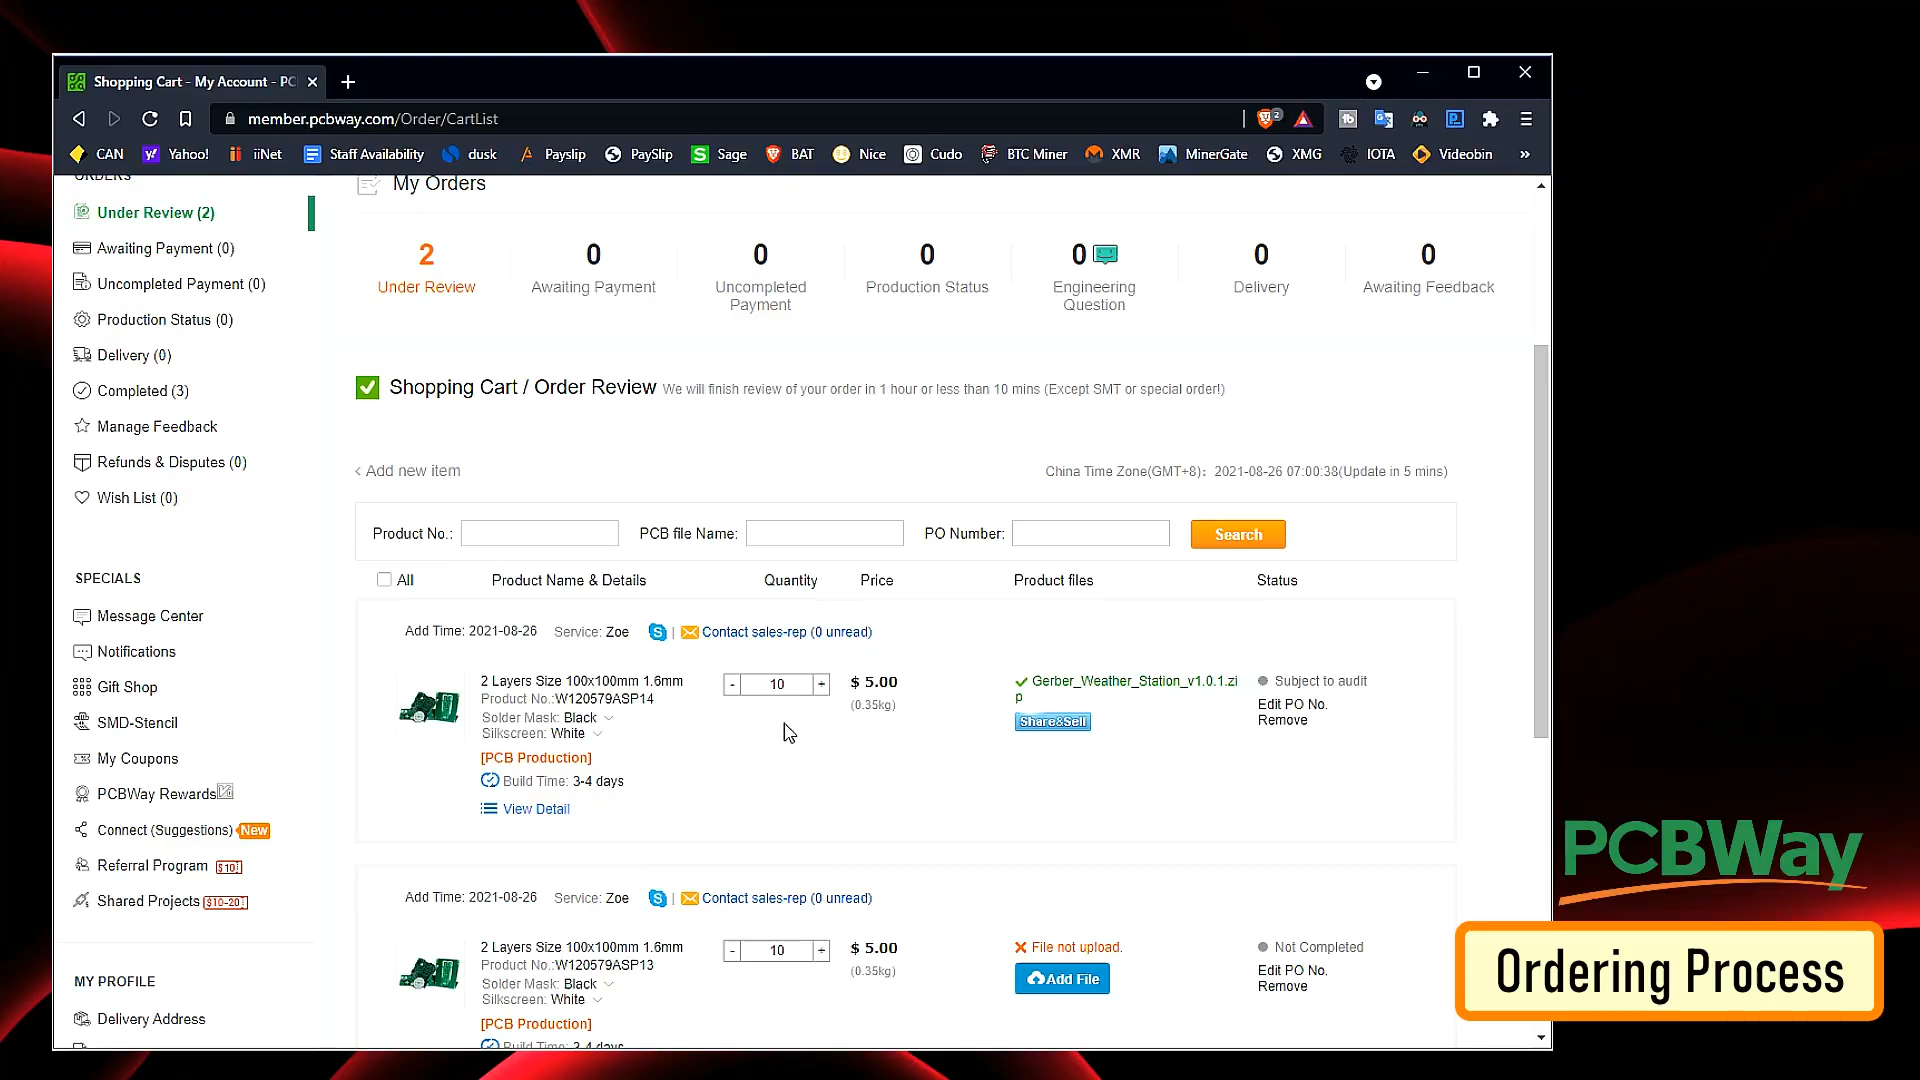 Shopping Cart - My Account - PC
member.pcbway.com/Order/CartList
2
CAN Yahoo! iiNet Staff Availability dusk Payslip PaySlip Sage BAT Nice Cudo BTC Miner XMR MinerGate XMG IOTA Videobin »
ORDERS
Under Review (2)
Awaiting Payment (0)
Uncompleted Payment (0)
Production Status (0)
Delivery (0)
Completed (3)
Manage Feedback
Refunds & Disputes (0)
Wish List (0)
SPECIALS
Message Center
Notifications
Gift Shop
SMD-Stencil
My Coupons
PCBWay Rewards
Connect (Suggestions) New
Referral Program $10
Shared Projects $10-20
MY PROFILE
Delivery Address
My Orders
2 0 0 0 0 0 0
Under Review Awaiting Payment Uncompleted Production Status Engineering Delivery Awaiting Feedback
Payment Question
Shopping Cart / Order Review We will finish review of your order in 1 hour or less than 10 mins (Except SMT or special order!)
< Add new item China Time Zone(GMT+8)：2021-08-26 07:00:38(Update in 5 mins)
Product No.: PCB file Name: PO Number: Search
All Product Name & Details Quantity Price Product files Status
Add Time: 2021-08-26 Service: Zoe | Contact sales-rep (0 unread)
2 Layers Size 100x100mm 1.6mm - 10 + $ 5.00 Gerber_Weather_Station_v1.0.1.zi Subject to audit
Product No.:W120579ASP14 (0.35kg) p Edit PO No.
Solder Mask: Black Share&Sell Remove
Silkscreen: White
[PCB Production]
Build Time: 3-4 days
View Detail
Add Time: 2021-08-26 Service: Zoe | Contact sales-rep (0 unread)
2 Layers Size 100x100mm 1.6mm - 10 + $ 5.00 File not upload. Not Completed
Product No.:W120579ASP13 (0.35kg) Add File Edit PO No.
Solder Mask: Black Remove
Silkscreen: White
[PCB Production]
Build Time: 3-4 days
PCBWay
Ordering Process